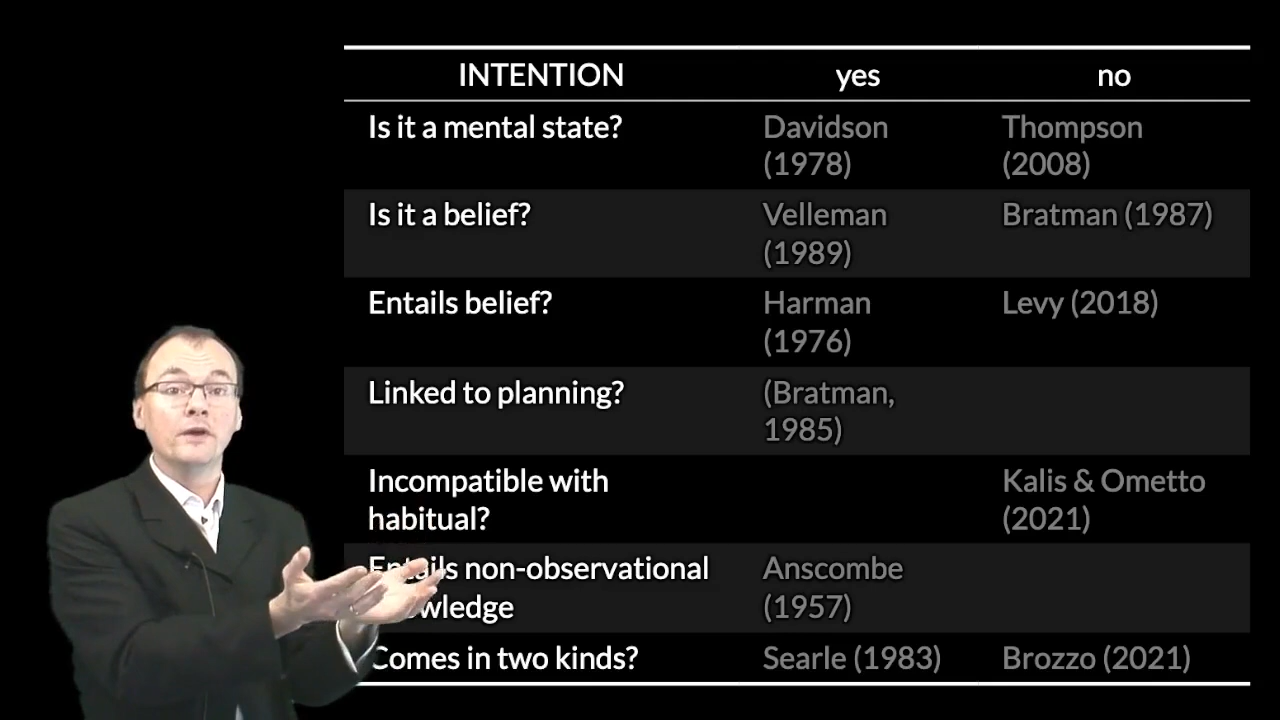 INTENTION yes no
Is it a mental state? Davidson Thompson
(1978) (2008)
Is it a belief? Velleman Bratman (1987)
(1989)
Entails belief? Harman Levy (2018)
(1976)
Linked to planning? (Bratman,
1985)
Incompatible with Kalis & Ometto
habitual? (2021)
Entails non-observational Anscombe
(1957)
Comes in two kinds? Searle (1983) Brozzo (2021)